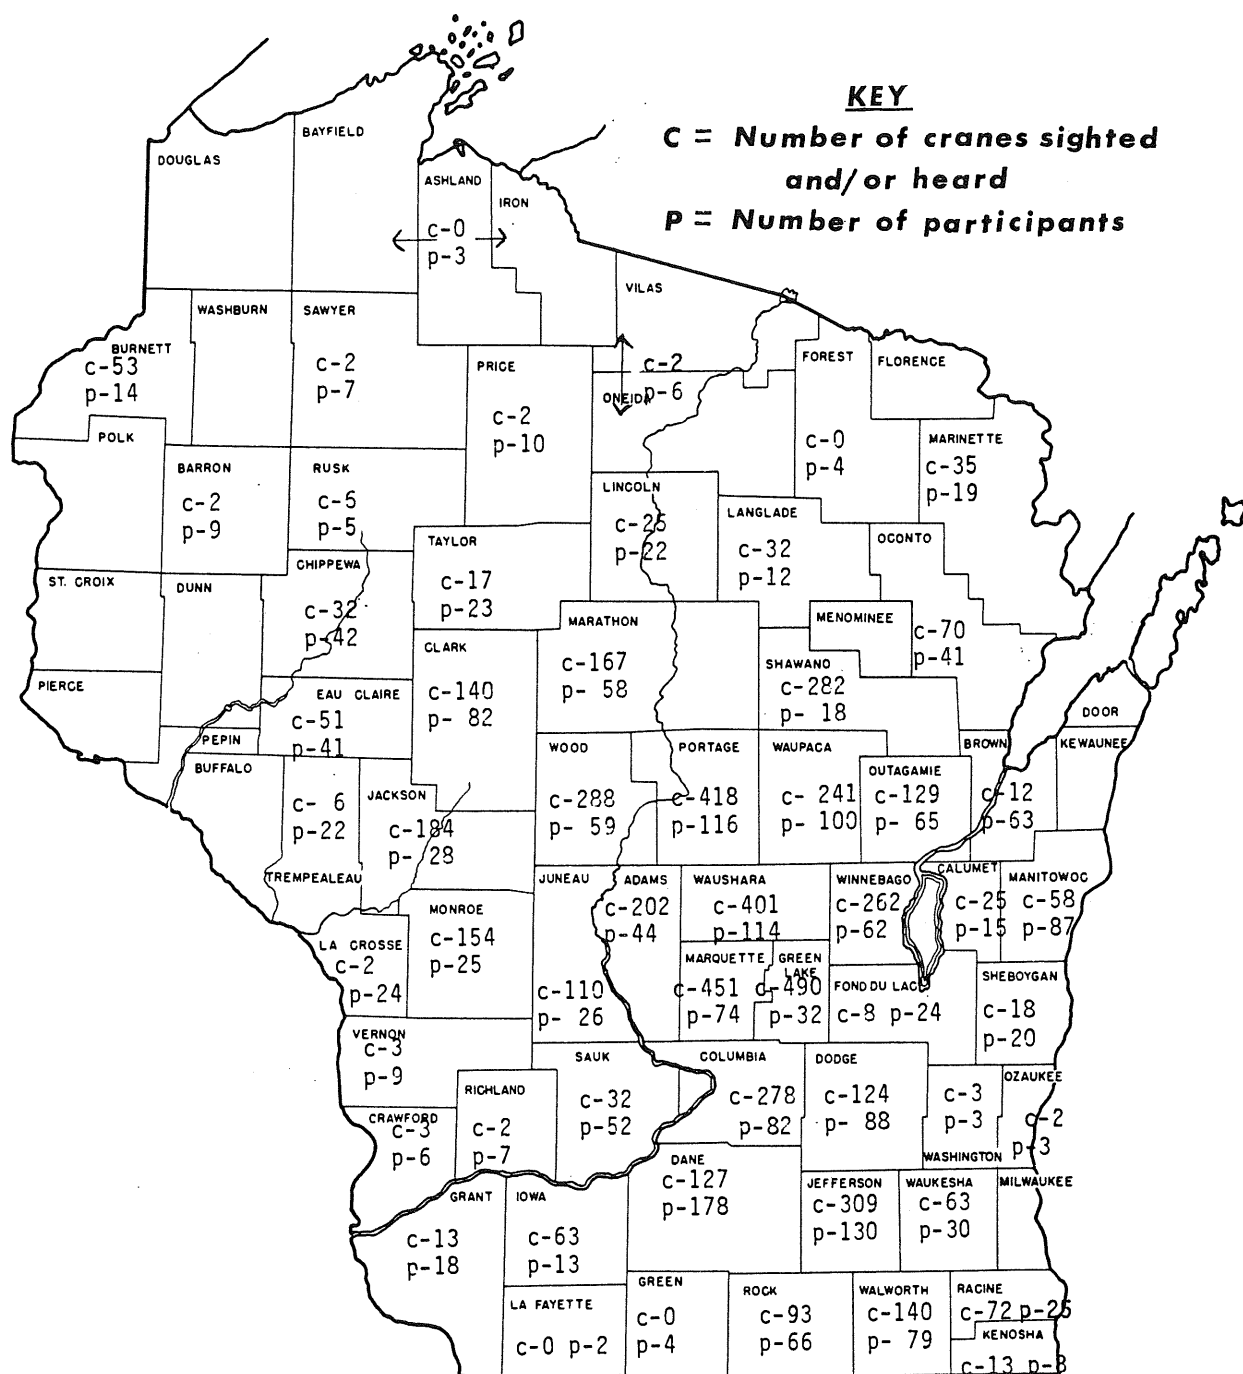 KEY
C = Number of cranes sighted
and/or heard
P = Number of participants
DOUGLAS
BAYFIELD
ASHLAND
c-0
p-3
IRON
VILAS
c-2
p-6
ONEIDA
BURNETT
c-53
p-14
WASHBURN
SAWYER
c-2
p-7
PRICE
c-2
p-10
FOREST
c-0
p-4
FLORENCE
MARINETTE
c-35
p-19
POLK
BARRON
c-2
p-9
RUSK
c-5
p-5
LINCOLN
c-25
p-22
LANGLADE
c-32
p-12
OCONTO
c-70
p-41
ST. CROIX
DUNN
CHIPPEWA
c-32
p-42
TAYLOR
c-17
p-23
MARATHON
c-167
p- 58
MENOMINEE
SHAWANO
c-282
p- 18
PIERCE
PEPIN
EAU CLAIRE
c-51
p-41
CLARK
c-140
p- 82
DOOR
BUFFALO
c- 6
p-22
TREMPEALEAU
JACKSON
c-184
p- 28
WOOD
c-288
p- 59
PORTAGE
c-418
p-116
WAUPACA
c- 241
p- 100
OUTAGAMIE
c-129
p- 65
BROWN
c-12
p-63
KEWAUNEE
LA CROSSE
c-2
p-24
MONROE
c-154
p-25
JUNEAU
c-110
p- 26
ADAMS
c-202
p-44
WAUSHARA
c-401
p-114
WINNEBAGO
c-262
p-62
CALUMET
c-25
p-15
MANITOWOC
c-58
p-87
MARQUETTE
c-451
p-74
GREEN
LAKE
c-490
p-32
FOND DU LAC
c-8 p-24
SHEBOYGAN
c-18
p-20
VERNON
c-3
p-9
CRAWFORD
c-3
p-6
RICHLAND
c-2
p-7
SAUK
c-32
p-52
COLUMBIA
c-278
p-82
DODGE
c-124
p- 88
c-3
p-3
WASHINGTON
OZAUKEE
c-2
p-3
GRANT
c-13
p-18
IOWA
c-63
p-13
DANE
c-127
p-178
JEFFERSON
c-309
p-130
WAUKESHA
c-63
p-30
MILWAUKEE
LA FAYETTE
c-0 p-2
GREEN
c-0
p-4
ROCK
c-93
p-66
WALWORTH
c-140
p- 79
RACINE
c-72 p-25
KENOSHA
c-13 p-8